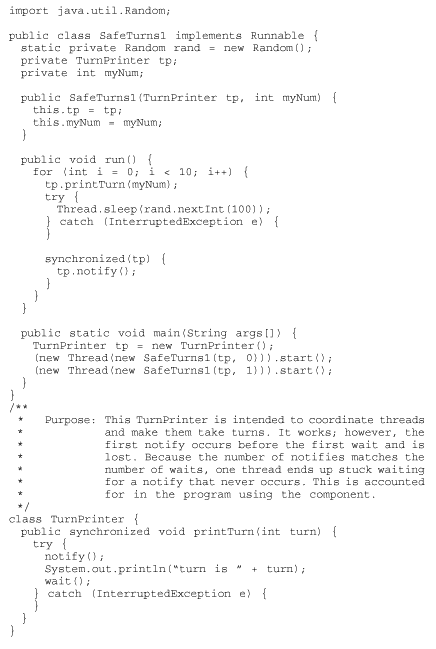 import java.util.Random;

public class SafeTurns1 implements Runnable {
  static private Random rand = new Random();
  private TurnPrinter tp;
  private int myNum;

  public SafeTurns1(TurnPrinter tp, int myNum) {
    this.tp = tp;
    this.myNum = myNum;
  }

  public void run() {
    for (int i = 0; i < 10; i++) {
      tp.printTurn(myNum);
      try {
        Thread.sleep(rand.nextInt(100));
      } catch (InterruptedException e) {
      }

      synchronized(tp) {
        tp.notify();
      }
    }
  }

  public static void main(String args[]) {
    TurnPrinter tp = new TurnPrinter();
    (new Thread(new SafeTurns1(tp, 0))).start();
    (new Thread(new SafeTurns1(tp, 1))).start();
  }
}
/**
 *   Purpose: This TurnPrinter is intended to coordinate threads
 *            and make them take turns. It works; however, the
 *            first notify occurs before the first wait and is
 *            lost. Because the number of notifies matches the
 *            number of waits, one thread ends up stuck waiting
 *            for a notify that never occurs. This is accounted
 *            for in the program using the component.
 */
class TurnPrinter {
  public synchronized void printTurn(int turn) {
    try {
      notify();
      System.out.println(“turn is ” + turn);
      wait();
    } catch (InterruptedException e) {
    }
  }
}